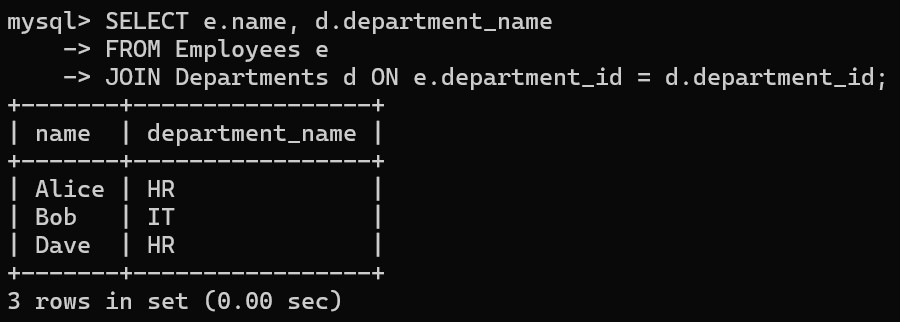 mysql> SELECT e.name, d.department_name
    -> FROM Employees e
    -> JOIN Departments d ON e.department_id = d.department_id;
+-------+-----------------+
| name  | department_name |
+-------+-----------------+
| Alice | HR              |
| Bob   | IT              |
| Dave  | HR              |
+-------+-----------------+
3 rows in set (0.00 sec)